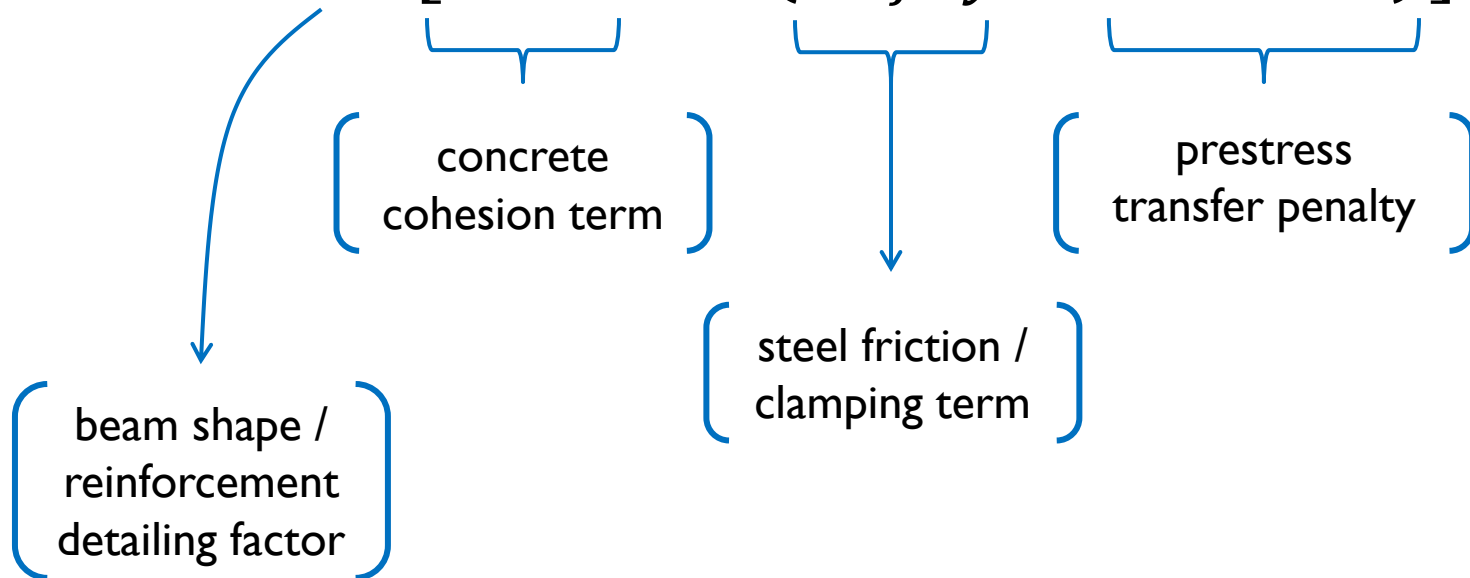 concrete
cohesion term
prestress
transfer penalty
steel friction /
clamping term
beam shape /
reinforcement
detailing factor